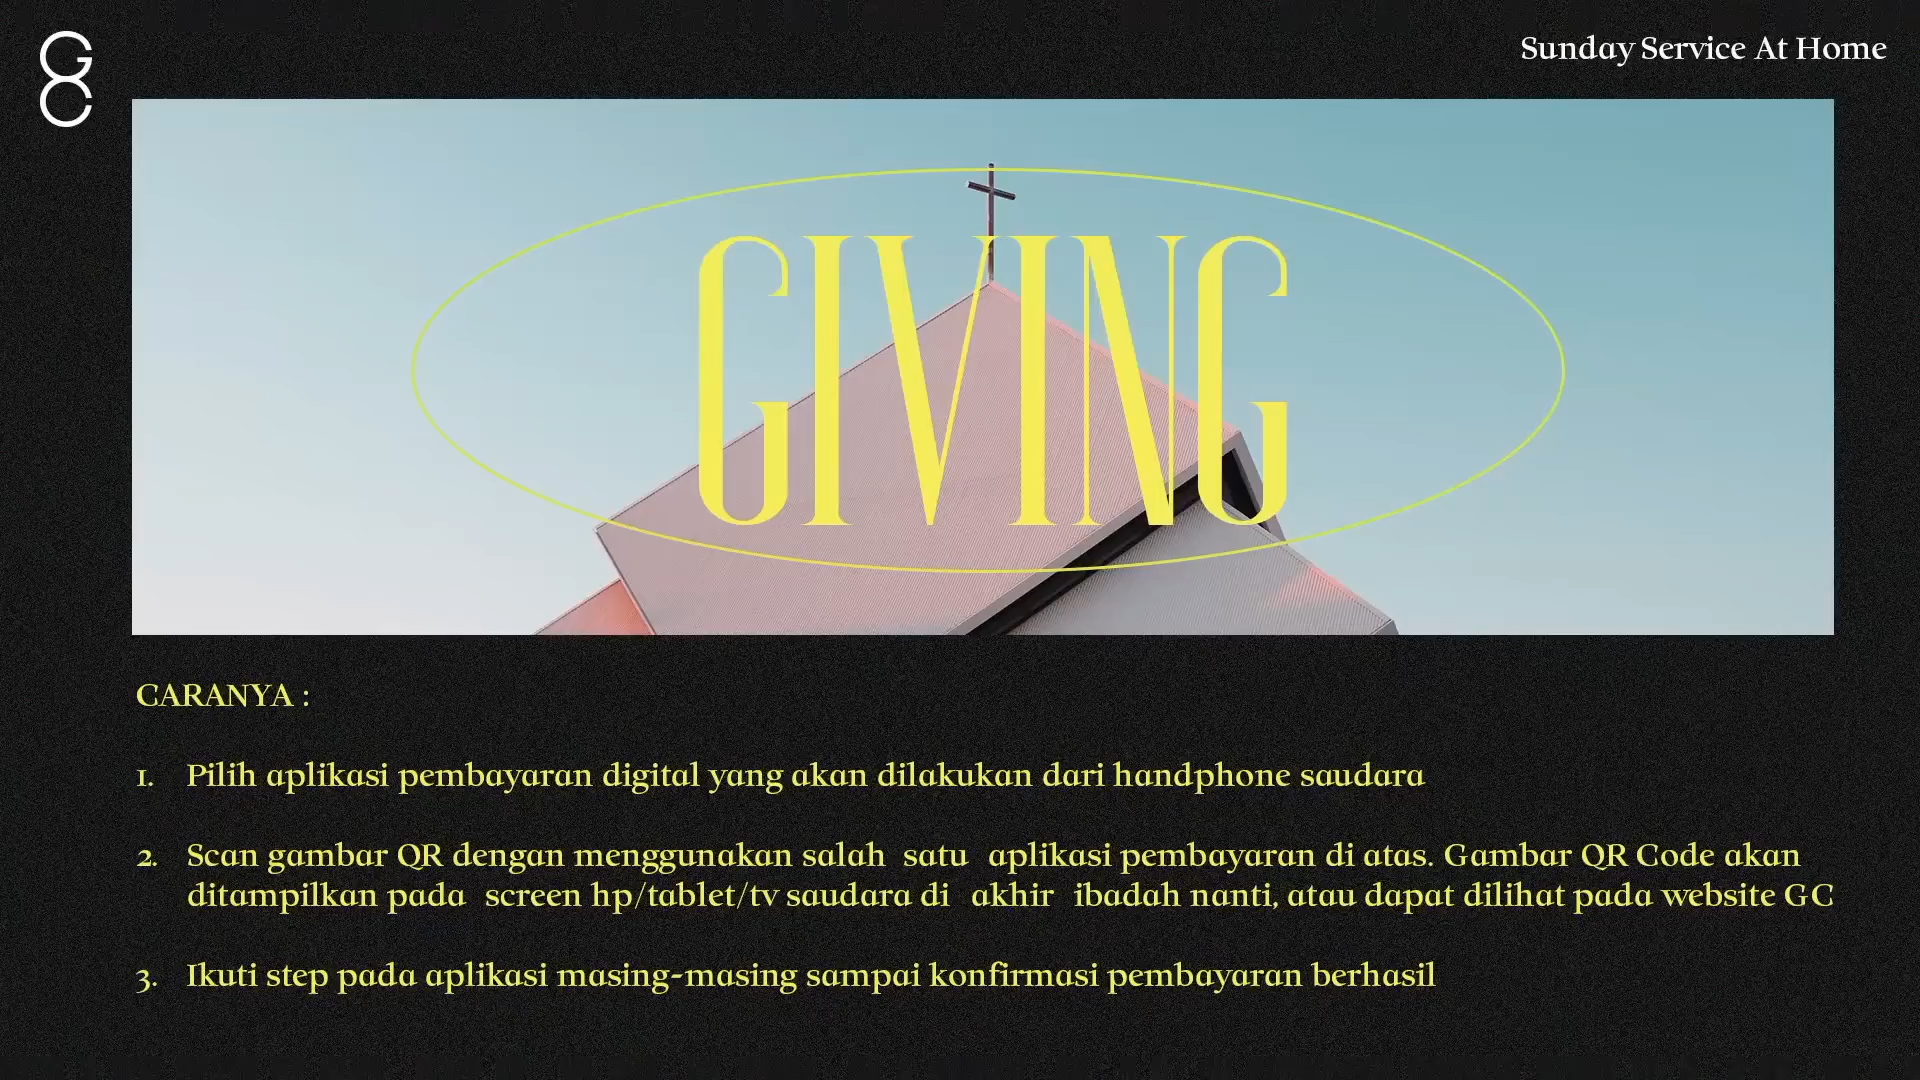 GC
Sunday Service At Home
GIVING
CARANYA :
1. Pilih aplikasi pembayaran digital yang akan dilakukan dari handphone saudara
2. Scan gambar QR dengan menggunakan salah satu aplikasi pembayaran di atas. Gambar QR Code akan
ditampilkan pada screen hp/tablet/tv saudara di akhir ibadah nanti, atau dapat dilihat pada website GC
3. Ikuti step pada aplikasi masing-masing sampai konfirmasi pembayaran berhasil